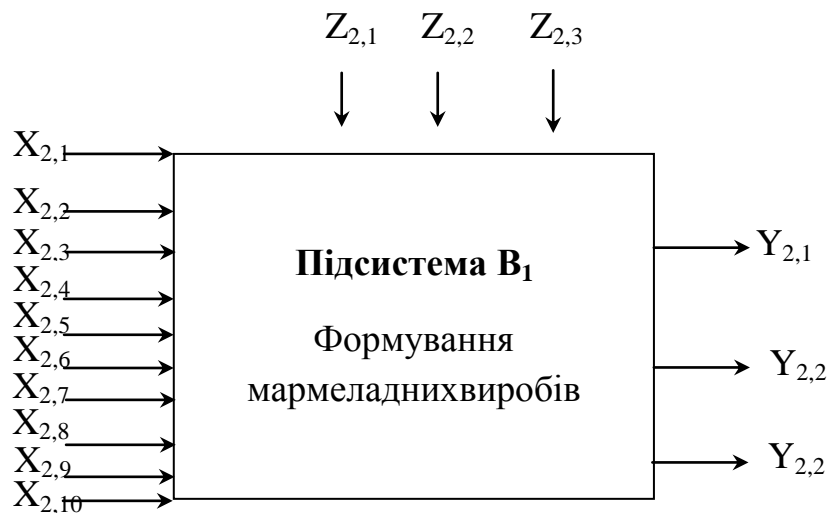 Z2,1 Z2,2 Z2,3
X2,1
X2,2
X2,3
X2,4
X2,5
X2,6
X2,7
X2,8
X2,9
X2,10
Підсистема В1
Формування
мармеладнихвиробів
Y2,1
Y2,2
Y2,2